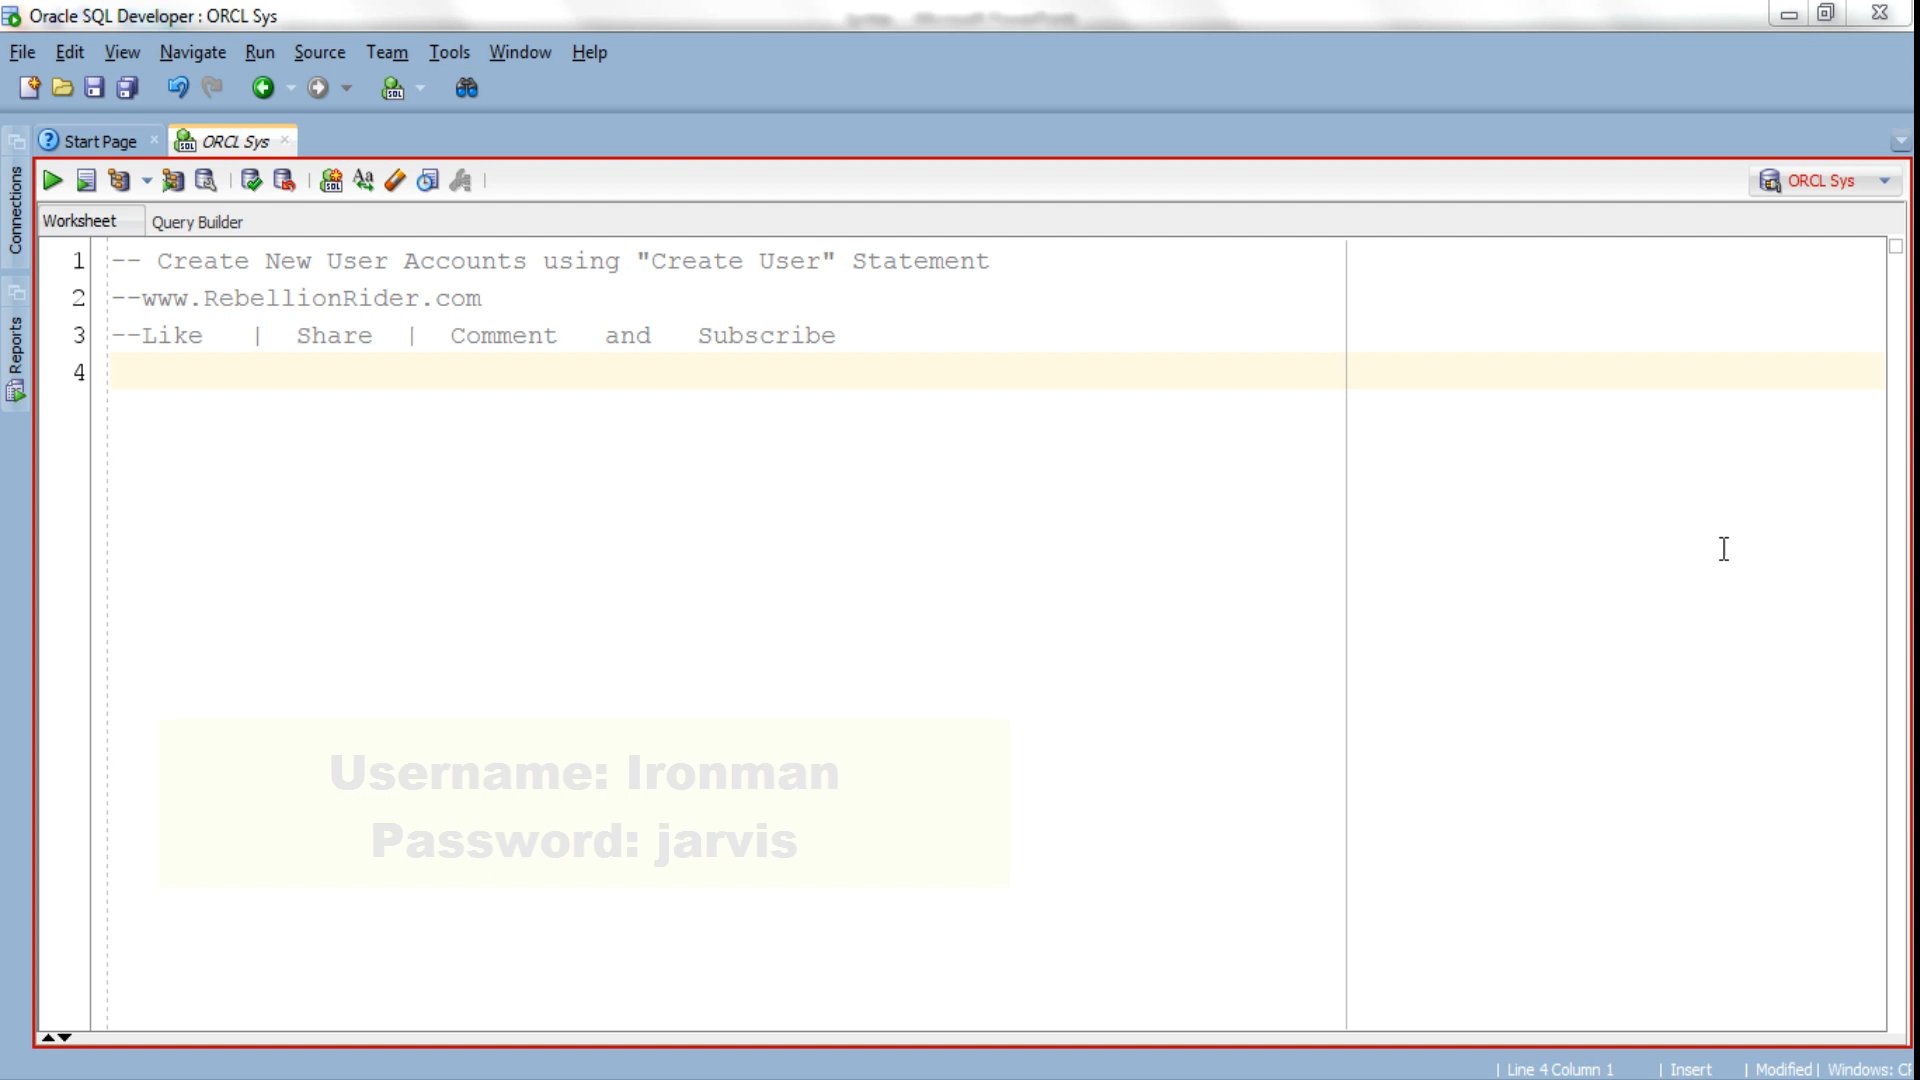 Oracle SQL Developer : ORCL Sys
File Edit View Navigate Run Source Team Tools Window Help
Start Page
ORCL Sys
Connections
Reports
ORCL Sys
Worksheet
Query Builder
1 -- Create New User Accounts using "Create User" Statement
2 --www.RebellionRider.com
3 --Like | Share | Comment and Subscribe
4
Username: Ironman
Password: jarvis
| Line 4 Column 1 | Insert | Modified | Windows: